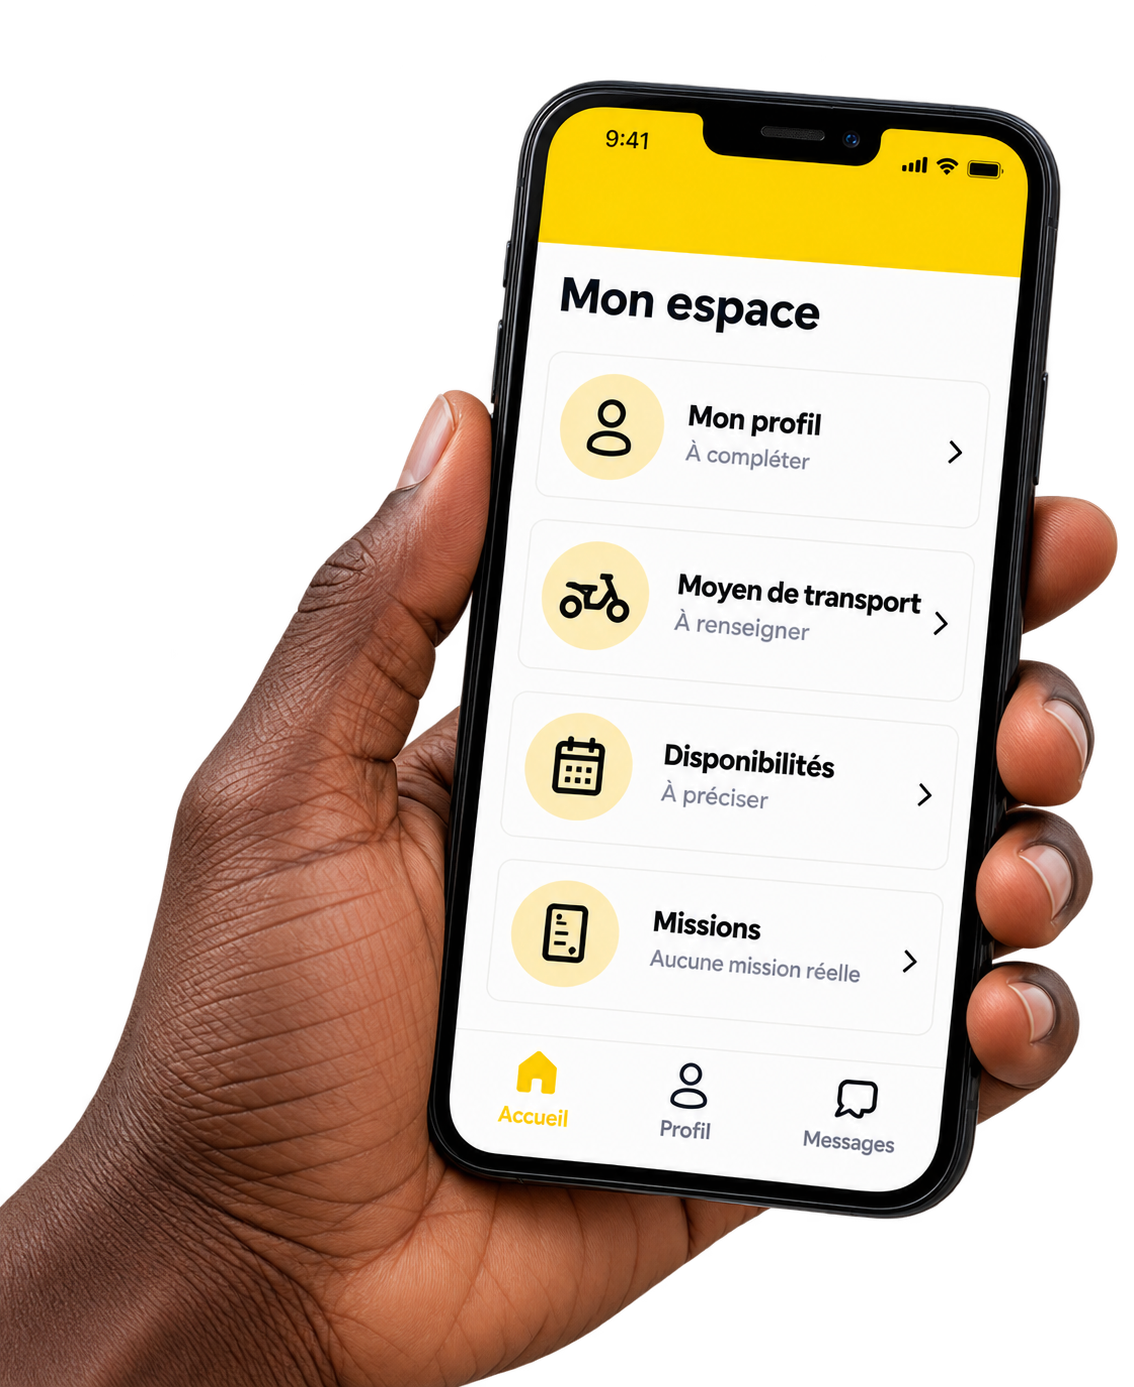 9:41
Mon espace
Mon profil
À compléter
Moyen de transport
À renseigner
Disponibilités
À préciser
Missions
Aucune mission réelle
Accueil
Profil
Messages